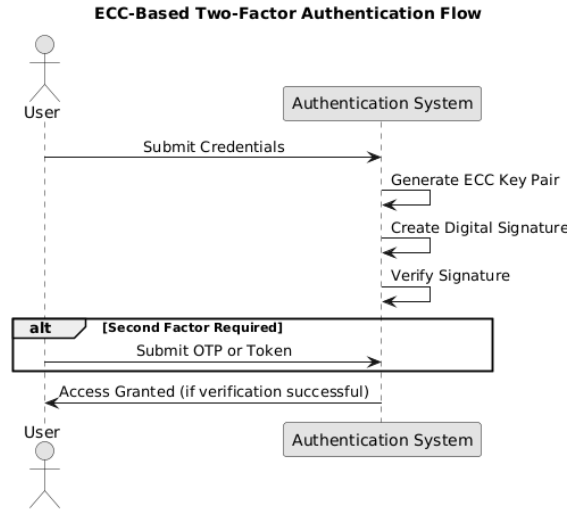 ECC-Based Two-Factor Authentication Flow
User
Authentication System
Submit Credentials
Generate ECC Key Pair
Create Digital Signature
Verify Signature
alt [Second Factor Required]
Submit OTP or Token
Access Granted (if verification successful)
User
Authentication System